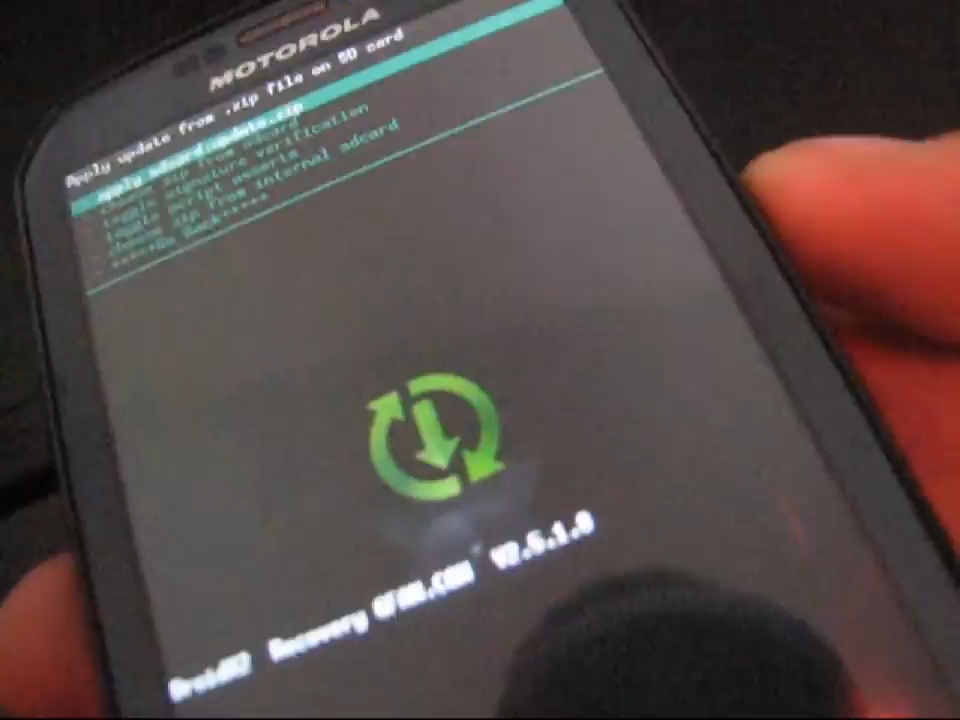 MOTOROLA
Apply update from .zip file on SD card
- apply sdcard:update.zip
- choose zip from sdcard
- toggle signature verification
- toggle script asserts
- choose zip from internal sdcard
- +++++Go Back+++++
Recovery V2.5.1.8